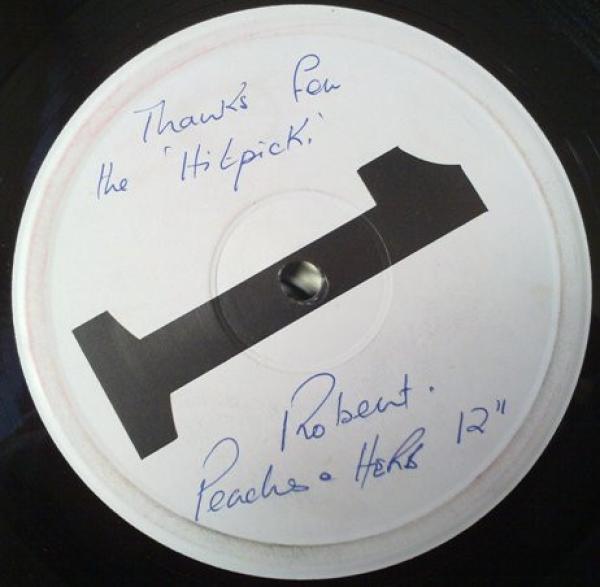 Thanks for
the 'Hitpick.'
1
Robert.
Peaches & HERB 12"